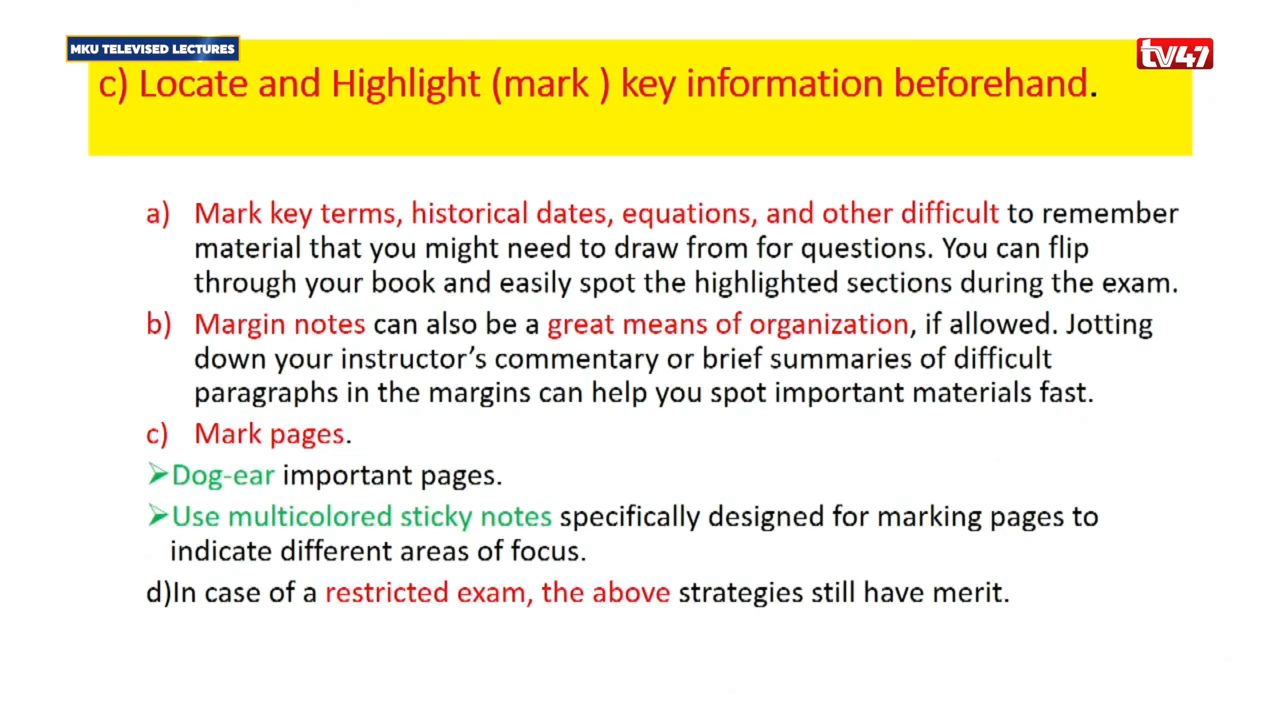 MKU TELEVISED LECTURES
tv47
c) Locate and Highlight (mark ) key information beforehand.
a) Mark key terms, historical dates, equations, and other difficult to remember
material that you might need to draw from for questions. You can flip
through your book and easily spot the highlighted sections during the exam.
b) Margin notes can also be a great means of organization, if allowed. Jotting
down your instructor’s commentary or brief summaries of difficult
paragraphs in the margins can help you spot important materials fast.
c) Mark pages.
➢Dog-ear important pages.
➢Use multicolored sticky notes specifically designed for marking pages to
indicate different areas of focus.
d)In case of a restricted exam, the above strategies still have merit.